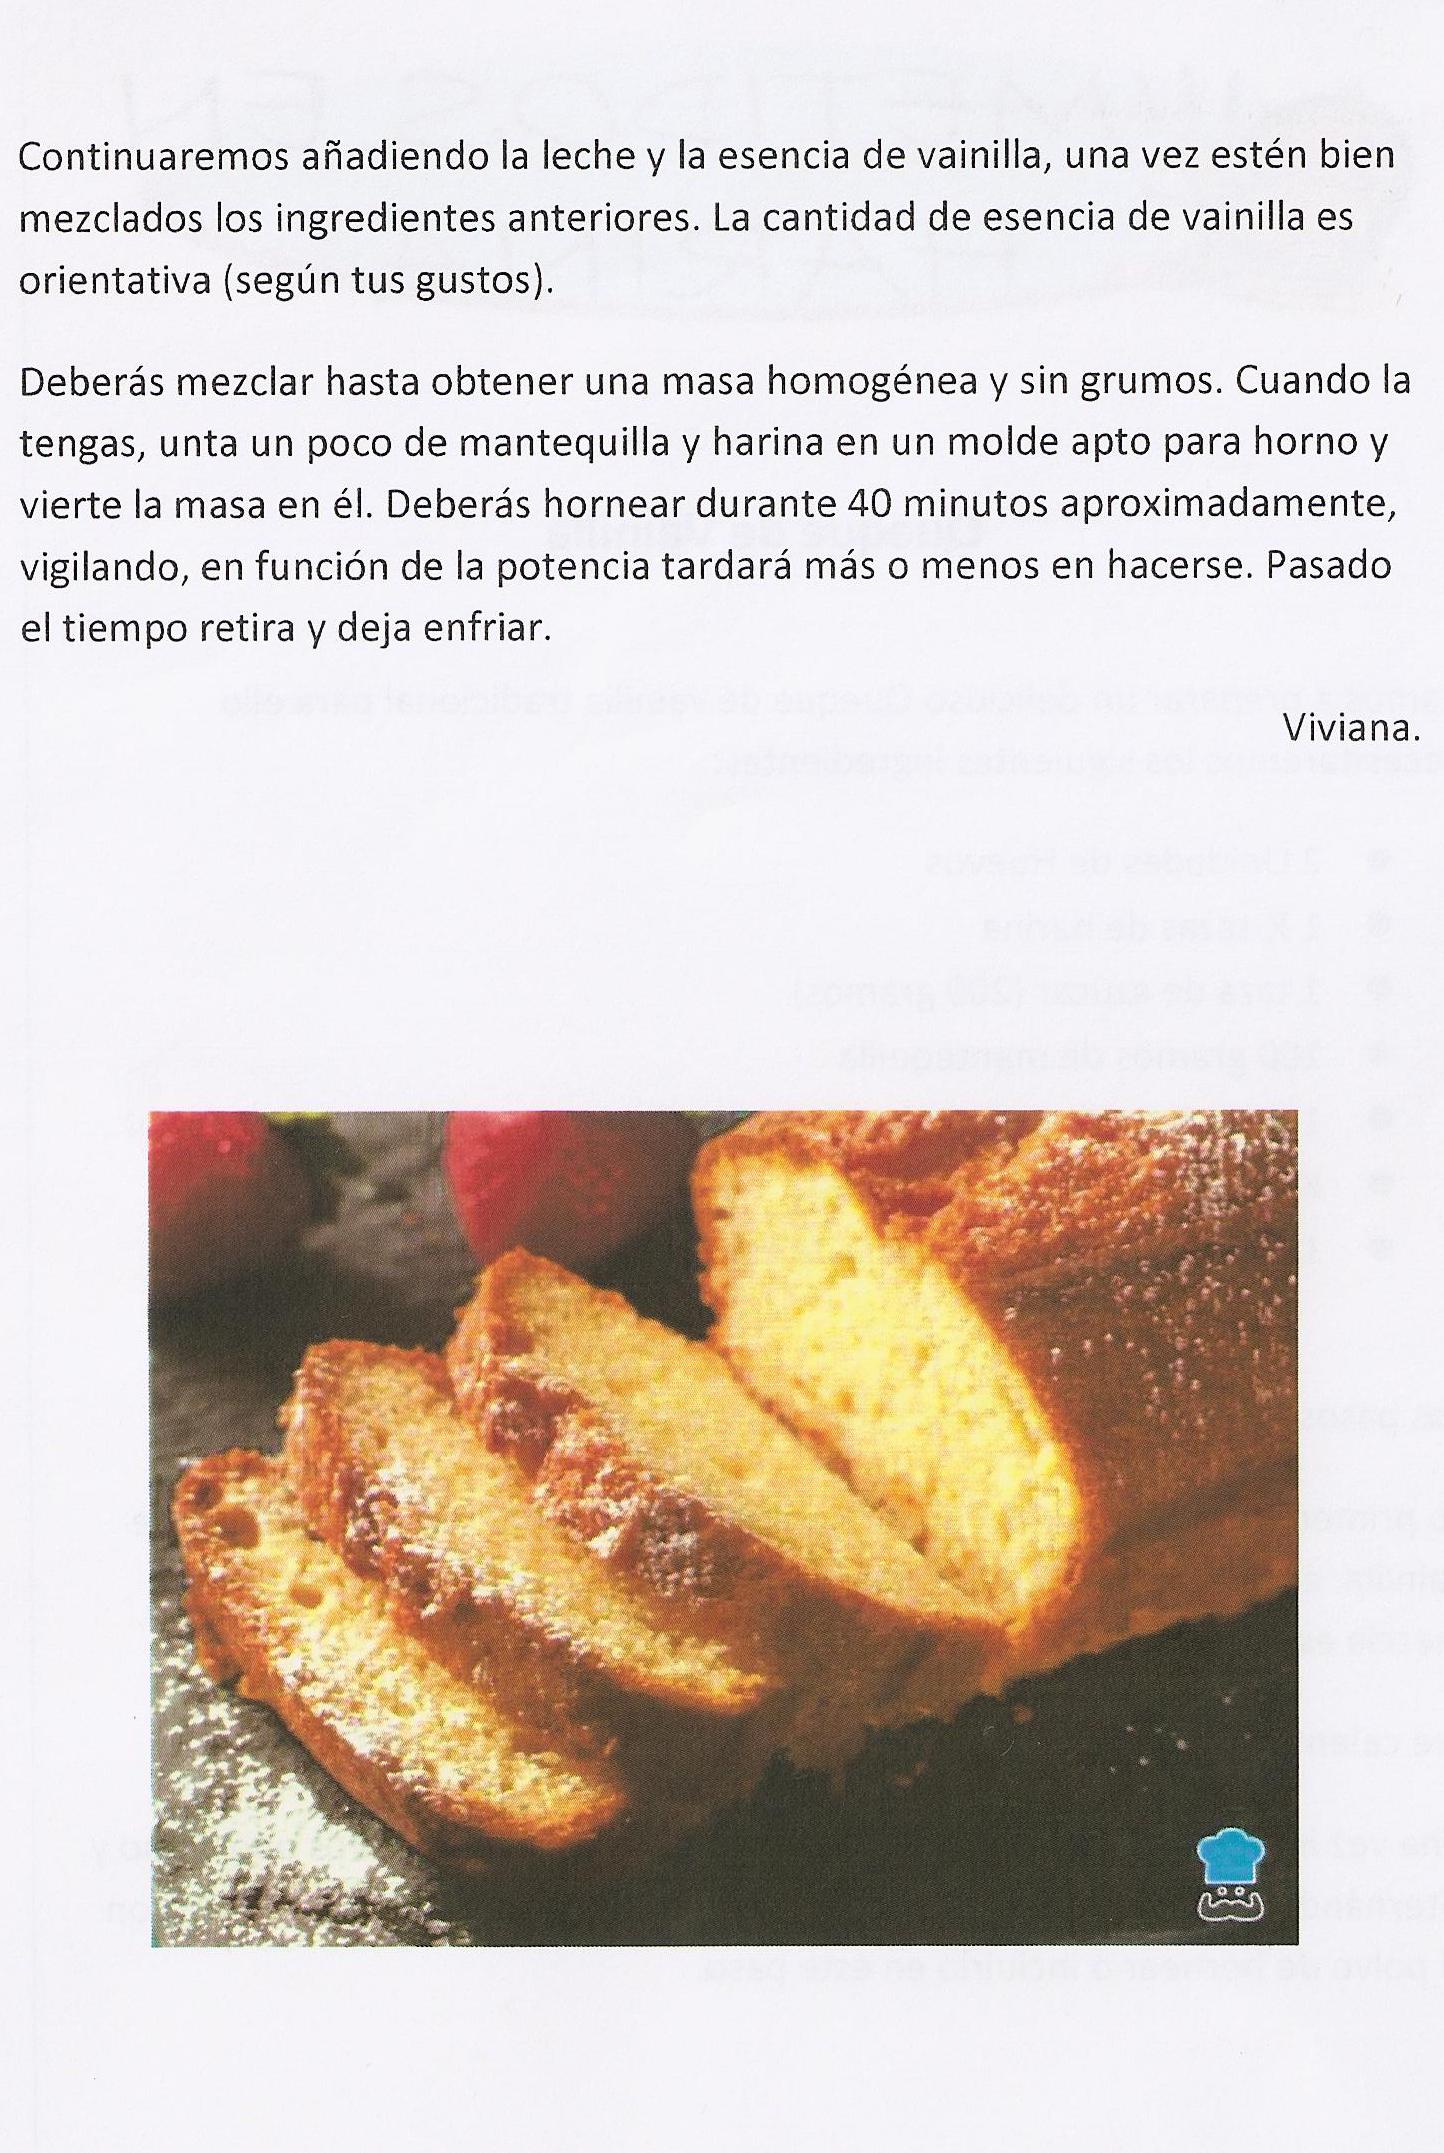 Continuaremos añadiendo la leche y la esencia de vainilla, una vez estén bien
mezclados los ingredientes anteriores. La cantidad de esencia de vainilla es
orientativa (según tus gustos).
Deberás mezclar hasta obtener una masa homogénea y sin grumos. Cuando la
tengas, unta un poco de mantequilla y harina en un molde apto para horno y
vierte la masa en él. Deberás hornear durante 40 minutos aproximadamente,
vigilando, en función de la potencia tardará más o menos en hacerse. Pasado
el tiempo retira y deja enfriar.
Viviana.